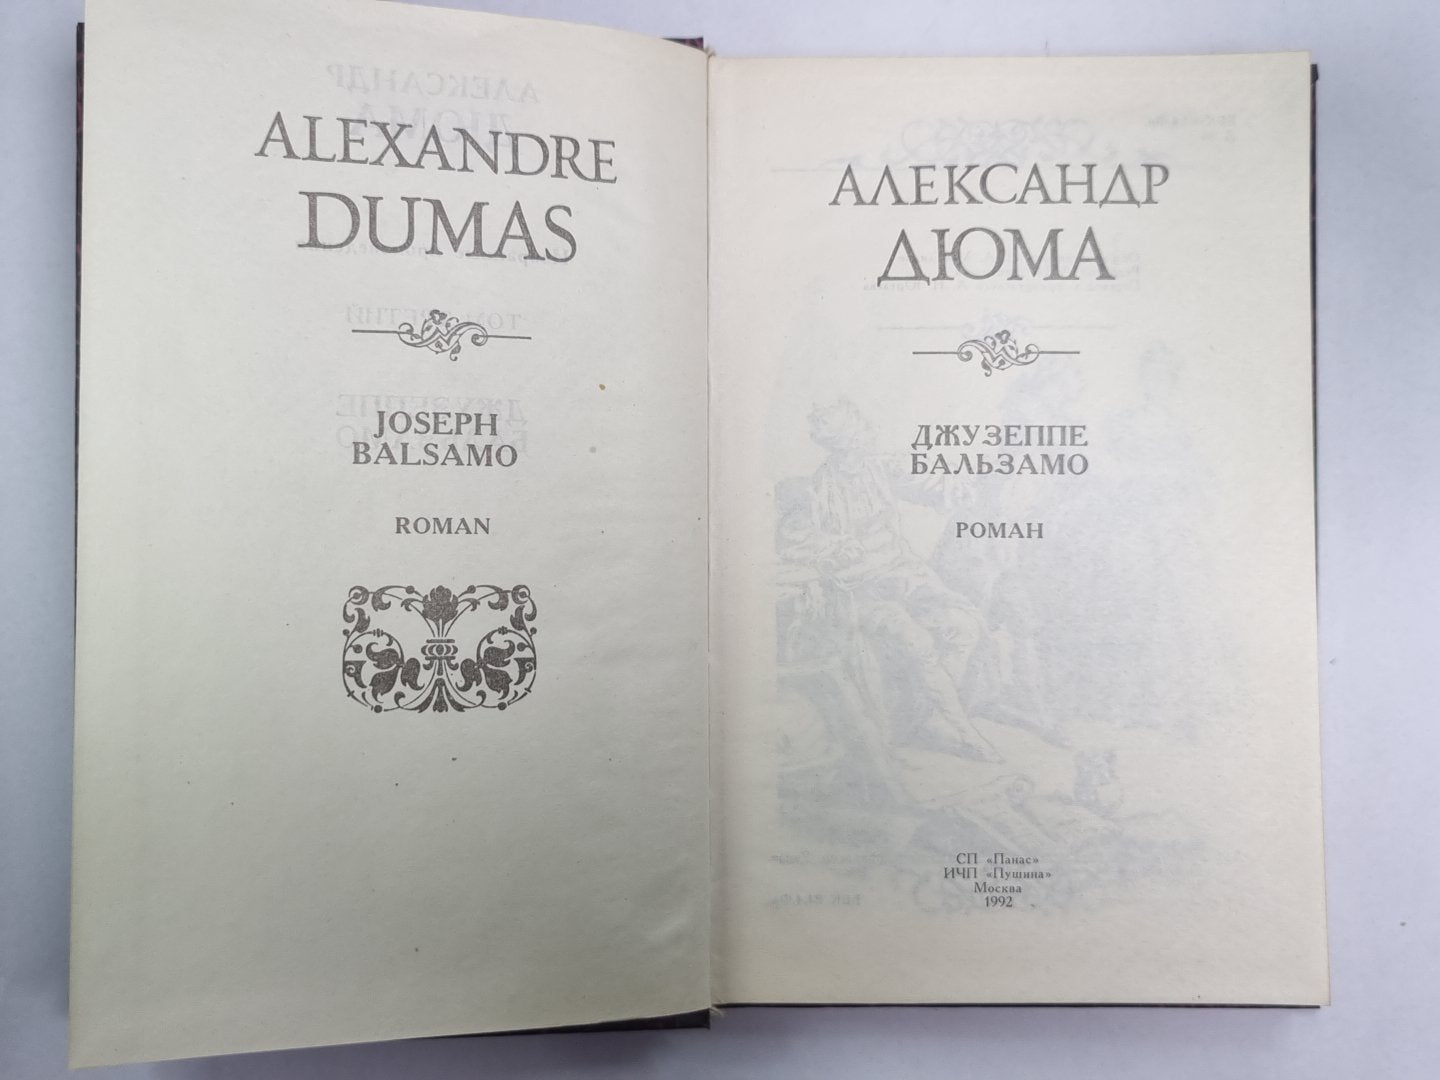 ALEXANDRE
DUMAS
JOSEPH
BALSAMO
ROMAN
АЛЕКСАНДР
ДЮМА
ДЖУЗЕППЕ
БАЛЬЗАМО
РОМАН
СП «Панас»
ИЧП «Пушина»
Москва
1992